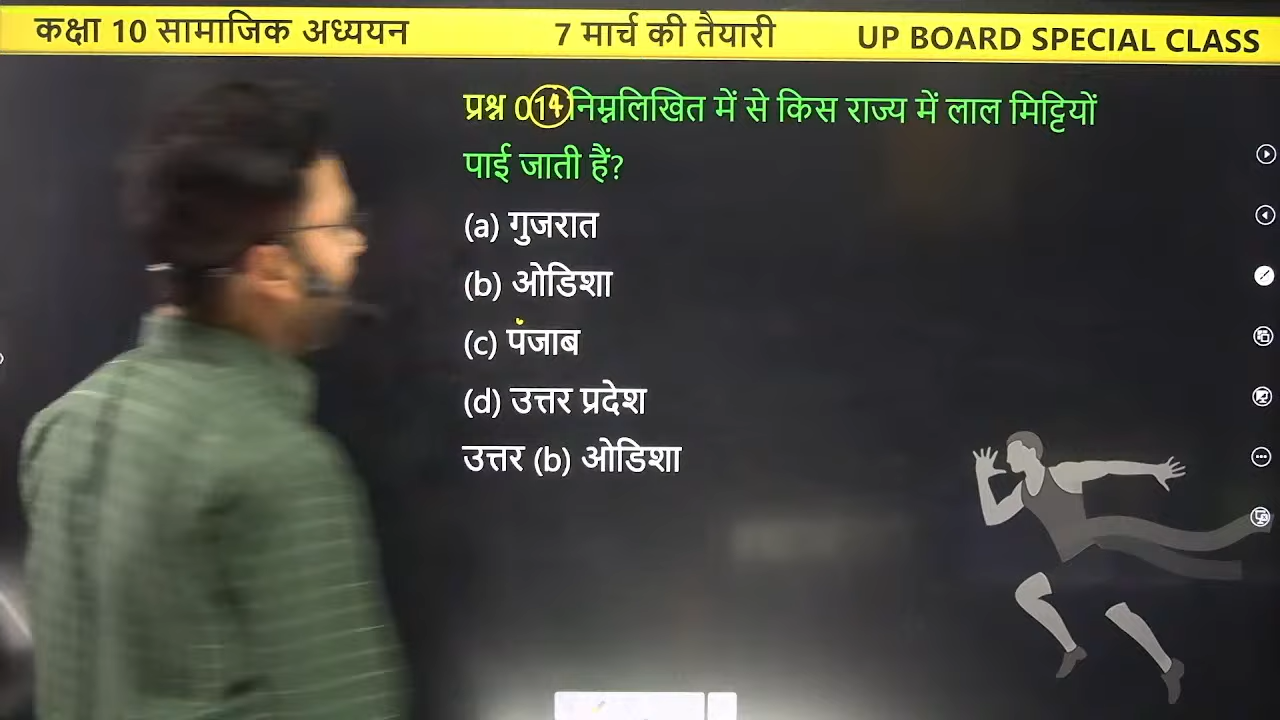 कक्षा 10 सामाजिक अध्ययन 7 मार्च की तैयारी UP BOARD SPECIAL CLASS
प्रश्न 014 निम्नलिखित में से किस राज्य में लाल मिट्टियों
पाई जाती हैं?
(a) गुजरात
(b) ओडिशा
(c) पंजाब
(d) उत्तर प्रदेश
उत्तर (b) ओडिशा